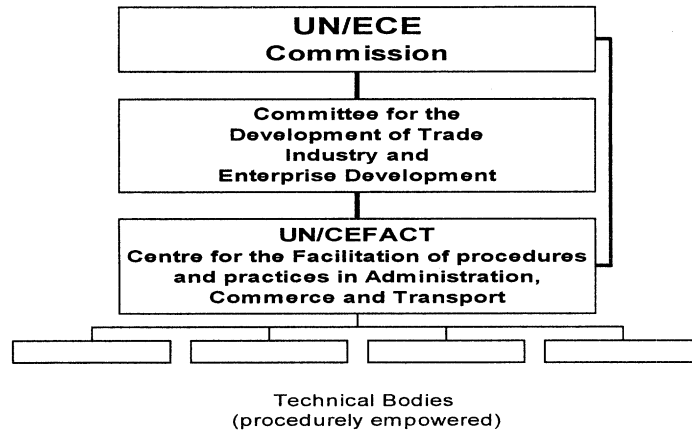 UN/ECE
Commission
Committee for the
Development of Trade
Industry and
Enterprise Development
UN/CEFACT
Centre for the Facilitation of procedures
and practices in Administration,
Commerce and Transport
Technical Bodies
(procedurely empowered)